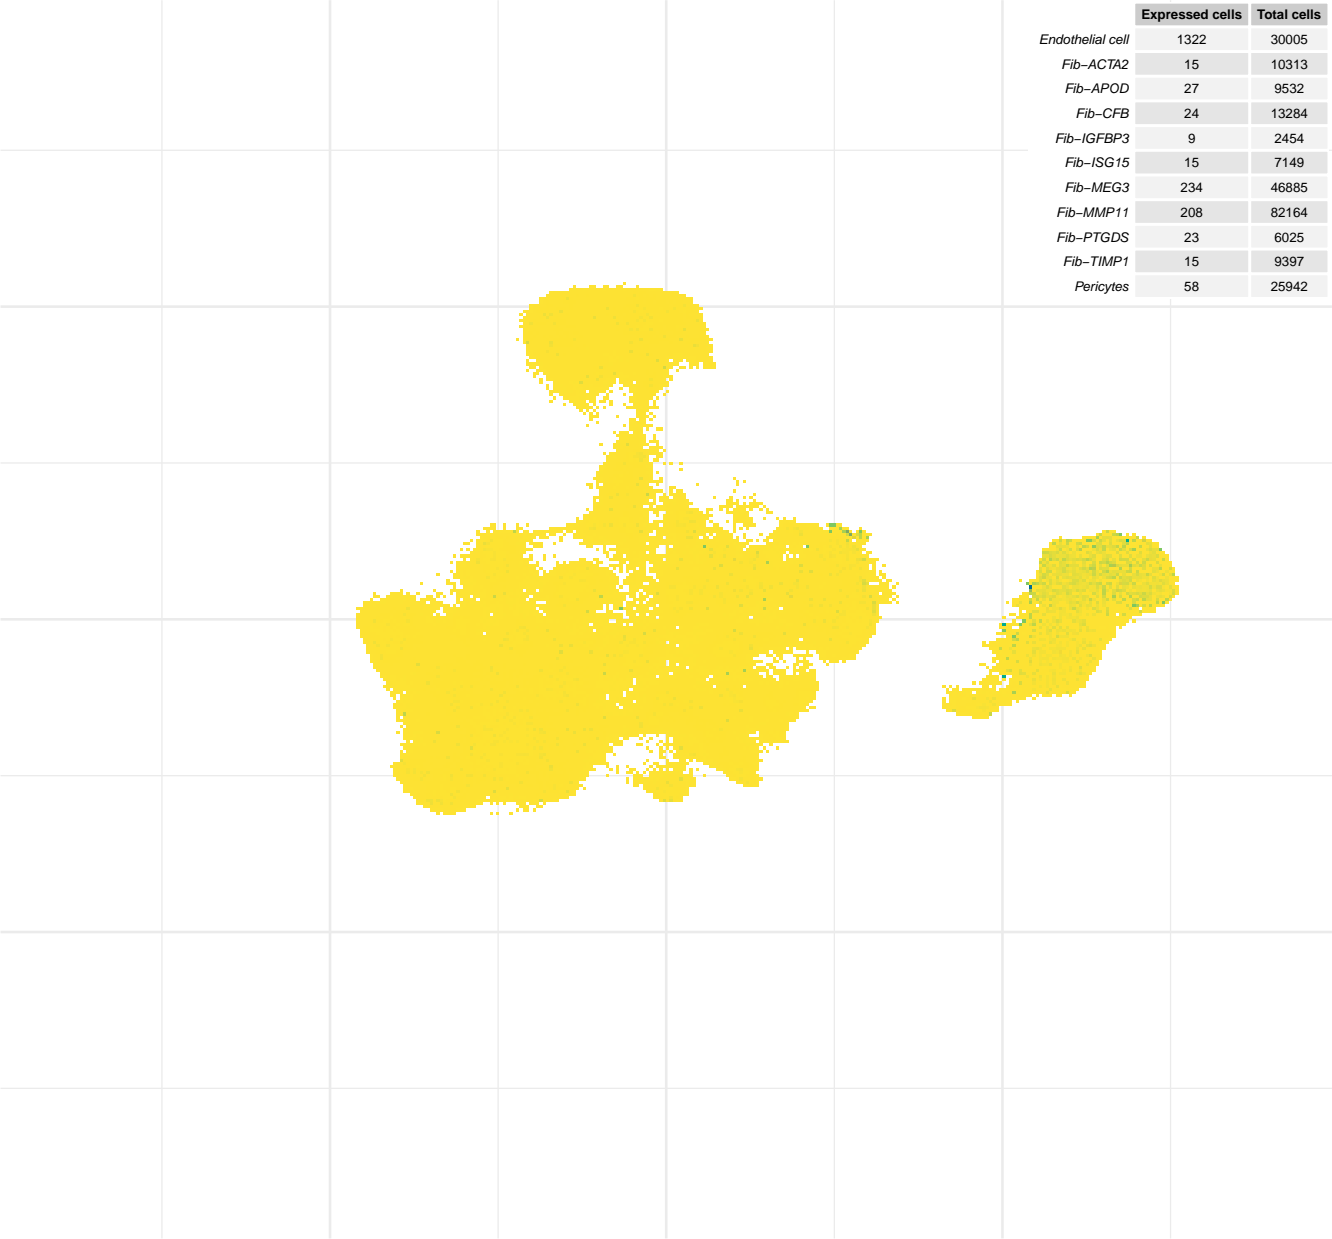 Expressed cells Total cells
Endothelial cell 1322 30005
Fib−ACTA2 15 10313
Fib−APOD 27 9532
Fib−CFB 24 13284
Fib−IGFBP3 9 2454
Fib−ISG15 15 7149
Fib−MEG3 234 46885
Fib−MMP11 208 82164
Fib−PTGDS 23 6025
Fib−TIMP1 15 9397
Pericytes 58 25942